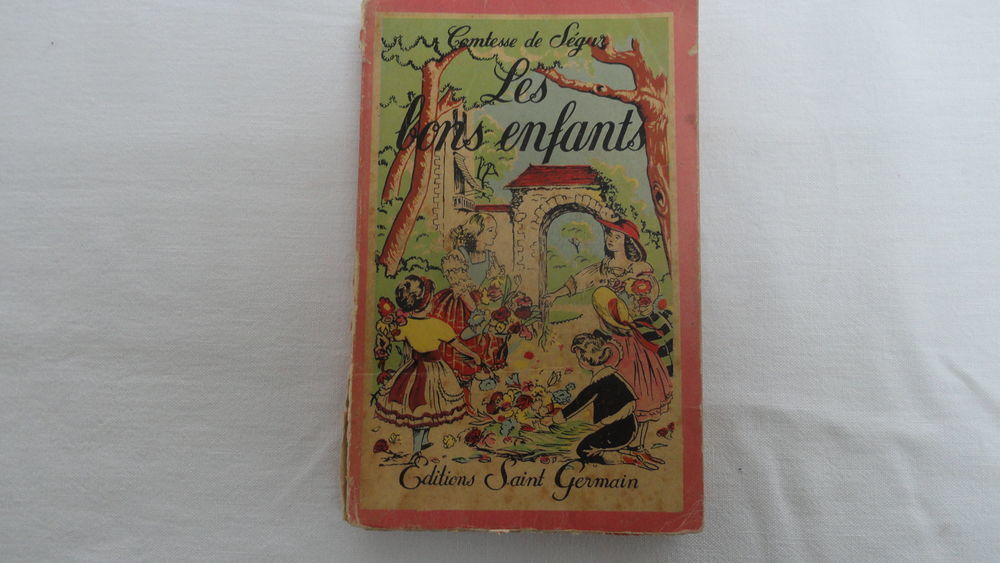 Comtesse de Ségur
Les
bons enfants
Editions Saint Germain